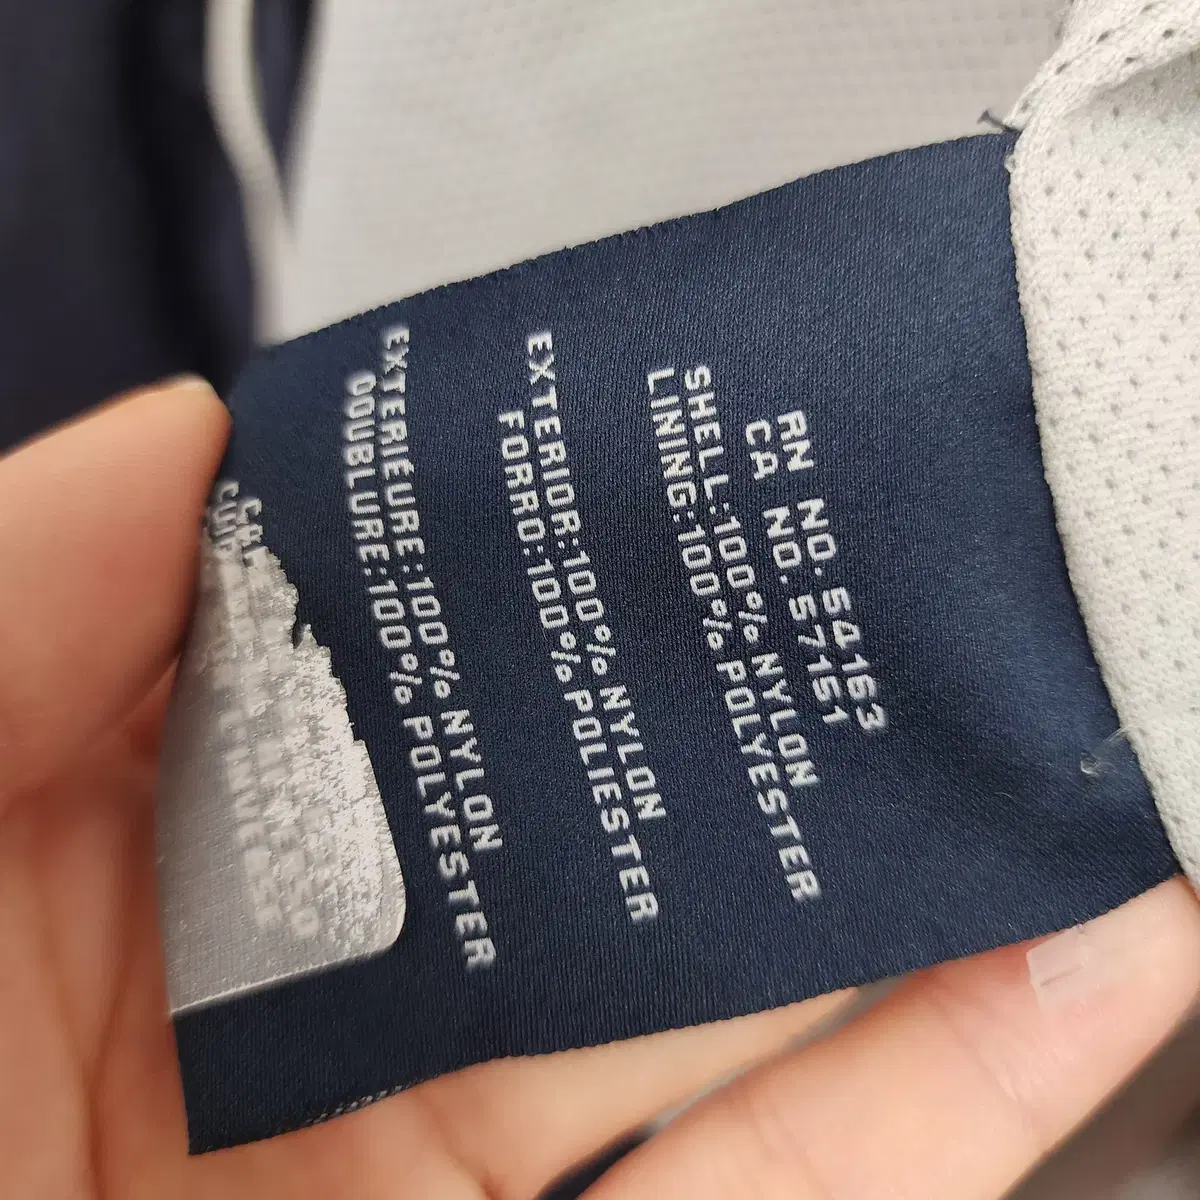 RN NO. 54163
CA NO. 57151
SHELL:100% NYLON
LINING:100% POLYESTER
EXTERIOR:100% NYLON
FORRO:100% POLIESTER
EXTERIEURE:100% NYLON
DOUBLURE:100% POLYESTER